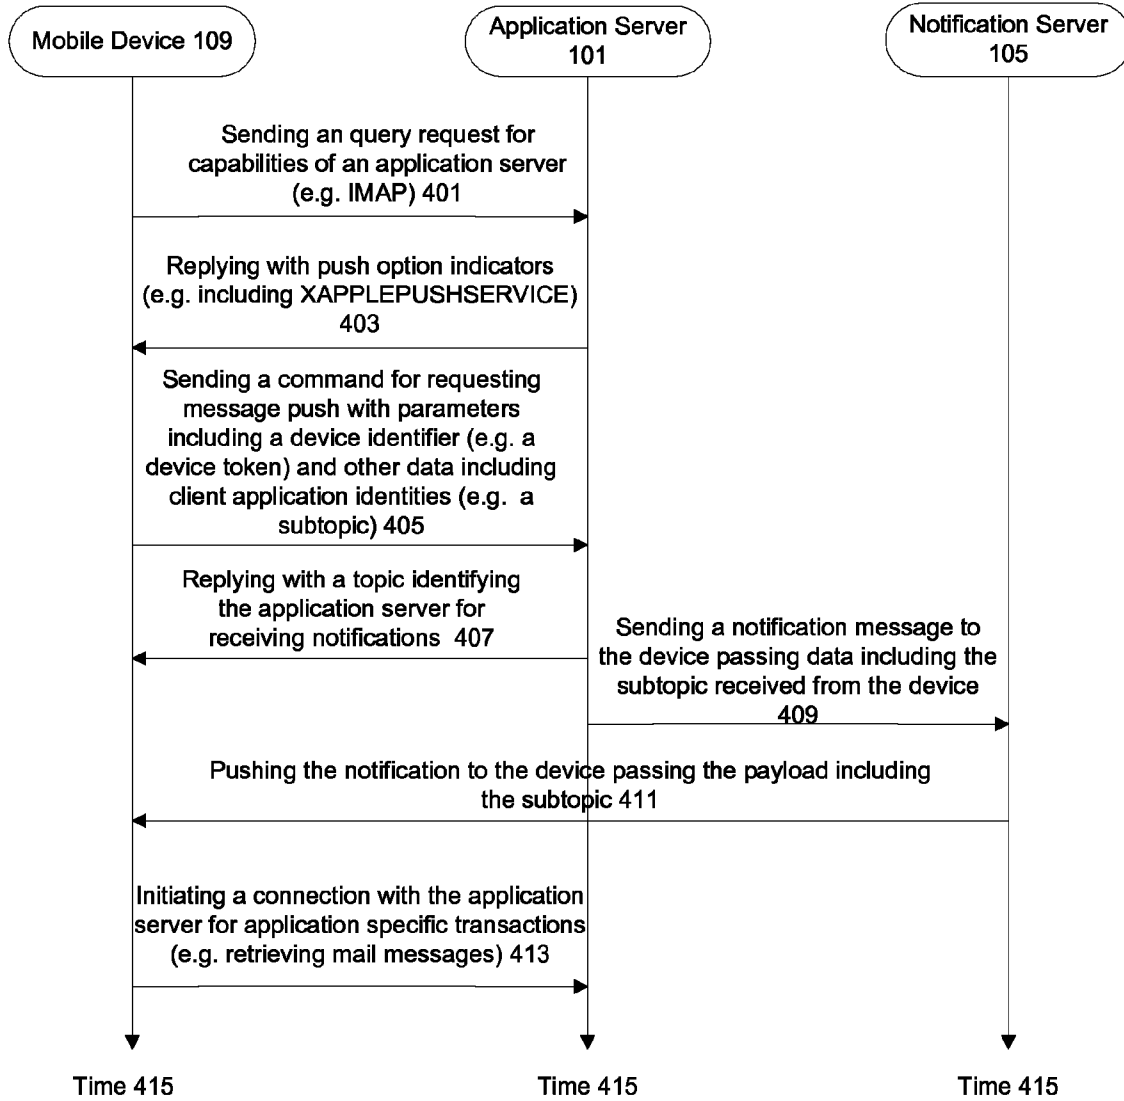 Mobile Device 109
Application Server
101
Notification Server
105
Sending an query request for
capabilities of an application server
(e.g. IMAP) 401
Replying with push option indicators
(e.g. including XAPPLEPUSHSERVICE)
403
Sending a command for requesting
message push with parameters
including a device identifier (e.g. a
device token) and other data including
client application identities (e.g. a
subtopic) 405
Replying with a topic identifying
the application server for
receiving notifications 407
Sending a notification message to
the device passing data including the
subtopic received from the device
409
Pushing the notification to the device passing the payload including
the subtopic 411
Initiating a connection with the application
server for application specific transactions
(e.g. retrieving mail messages) 413
Time 415
Time 415
Time 415